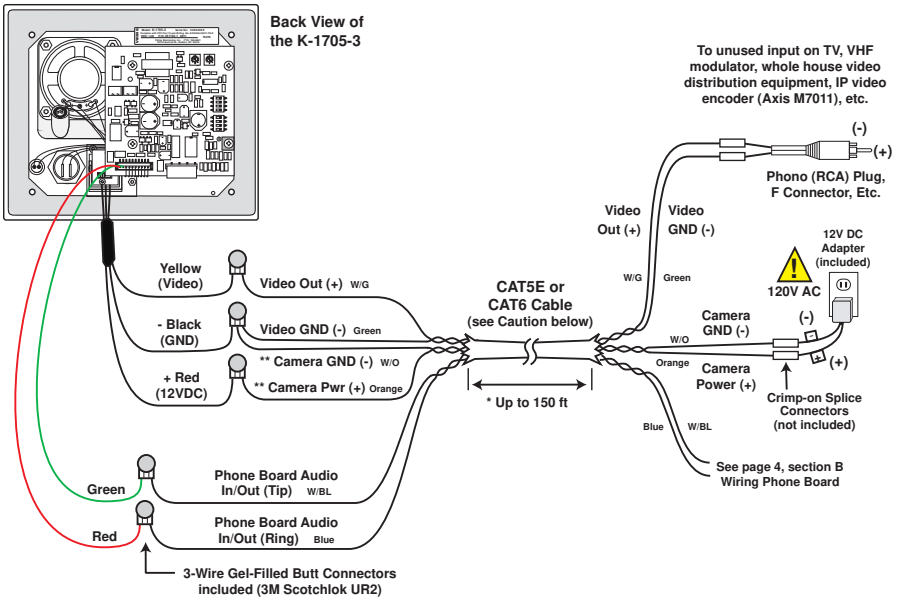 Back View of
the K-1705-3
To unused input on TV, VHF
modulator, whole house video
distribution equipment, IP video
encoder (Axis M7011), etc.
(-)
(+)
Phono (RCA) Plug,
F Connector, Etc.
Video
Out (+)
Video
GND (-)
12V DC
Adapter
(included)
W/G
Green
!
120V AC
Yellow
(Video)
Video Out (+) W/G
CAT5E or
CAT6 Cable
(see Caution below)
- Black
(GND)
Video GND (-) Green
Camera
GND (-)
(-)
-
W/O
** Camera GND (-) W/O
Orange
+
(+)
+ Red
(12VDC)
** Camera Pwr (+) Orange
Camera
Power (+)
* Up to 150 ft
Crimp-on Splice
Connectors
(not included)
Blue
W/BL
See page 4, section B
Wiring Phone Board
Green
Phone Board Audio
In/Out (Tip) W/BL
Red
Phone Board Audio
In/Out (Ring) Blue
3-Wire Gel-Filled Butt Connectors
included (3M Scotchlok UR2)